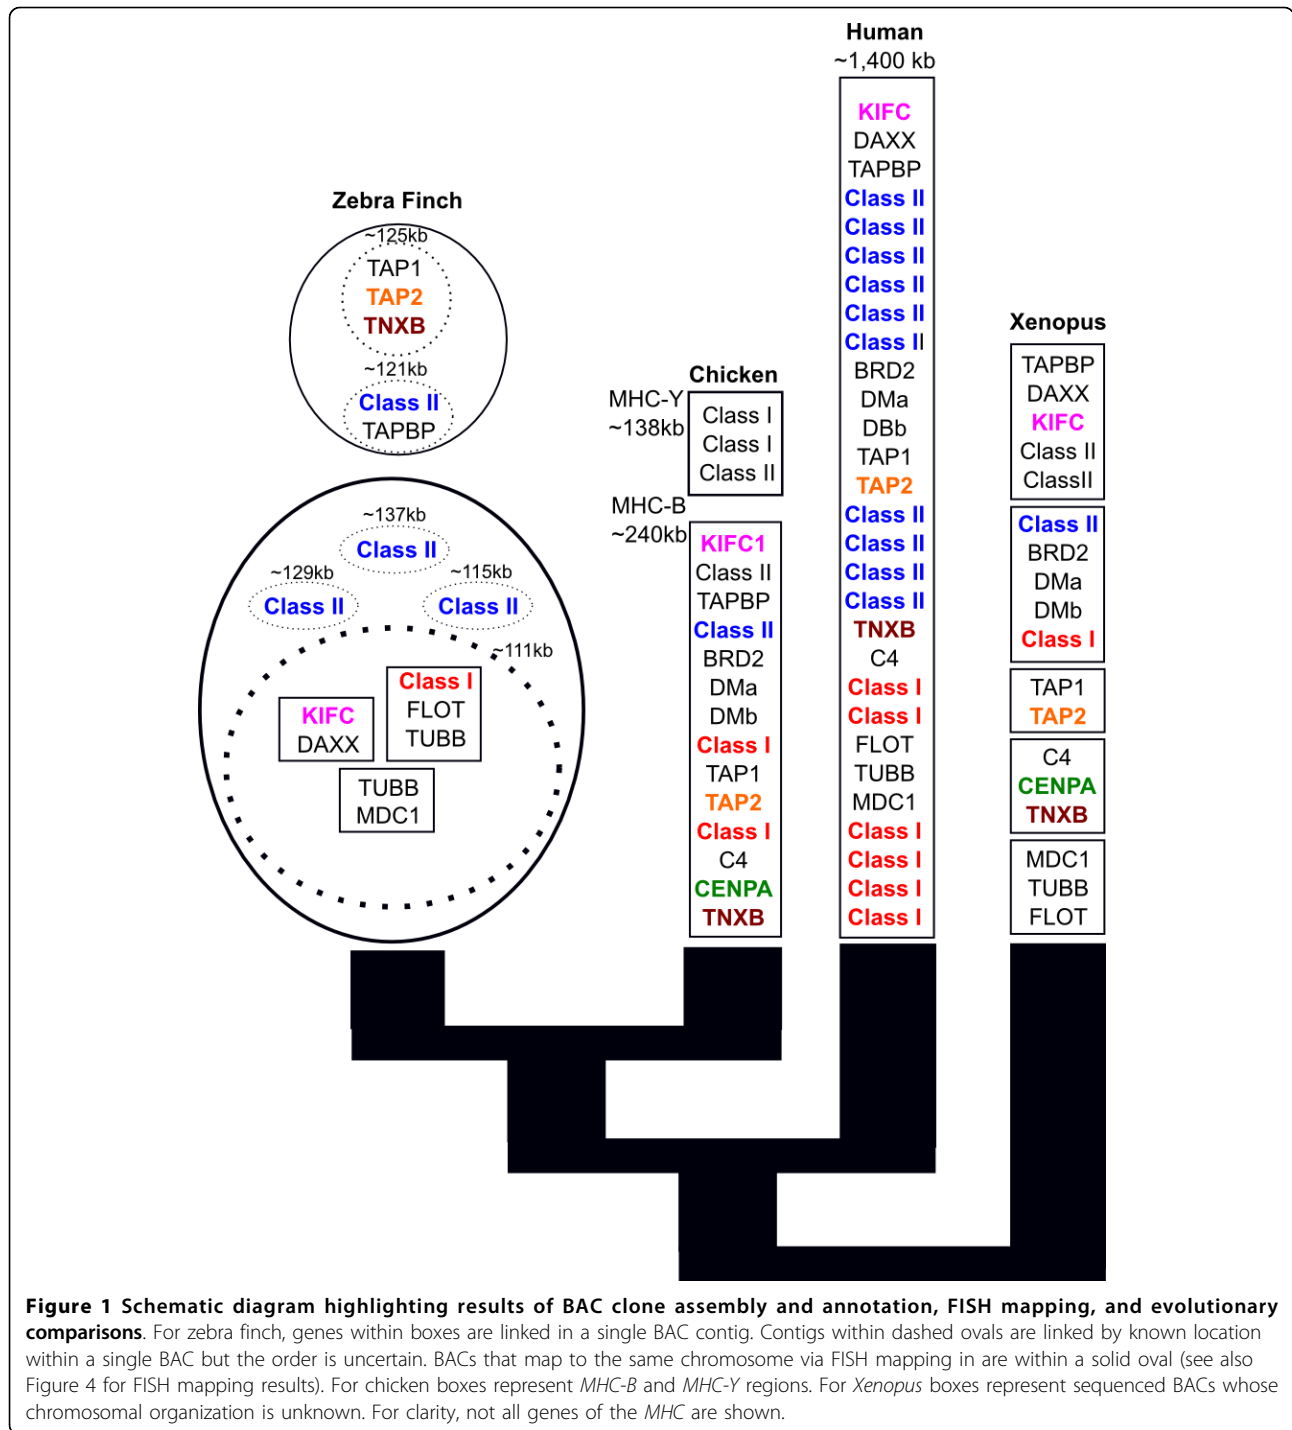 Zebra Finch
~125kb
TAP1
TAP2
TNXB
~121kb
Class II
TAPBP
~137kb
Class II
~129kb
Class II
~115kb
Class II
~111kb
KIFC
DAXX
Class I
FLOT
TUBB
TUBB
MDC1
Chicken
MHC-Y
~138kb
Class I
Class I
Class II
MHC-B
~240kb
KIFC1
Class II
TAPBP
Class II
BRD2
DMa
DMb
Class I
TAP1
TAP2
Class I
C4
CENPA
TNXB
Human
~1,400 kb
KIFC
DAXX
TAPBP
Class II
Class II
Class II
Class II
Class II
Class II
BRD2
DMa
DBb
TAP1
TAP2
Class II
Class II
Class II
Class II
TNXB
C4
Class I
Class I
FLOT
TUBB
MDC1
Class I
Class I
Class I
Class I
Xenopus
TAPBP
DAXX
KIFC
Class II
ClassII
Class II
BRD2
DMa
DMb
Class I
TAP1
TAP2
C4
CENPA
TNXB
MDC1
TUBB
FLOT
Figure 1 Schematic diagram highlighting results of BAC clone assembly and annotation, FISH mapping, and evolutionary
comparisons. For zebra finch, genes within boxes are linked in a single BAC contig. Contigs within dashed ovals are linked by known location
within a single BAC but the order is uncertain. BACs that map to the same chromosome via FISH mapping in are within a solid oval (see also
Figure 4 for FISH mapping results). For chicken boxes represent MHC-B and MHC-Y regions. For Xenopus boxes represent sequenced BACs whose
chromosomal organization is unknown. For clarity, not all genes of the MHC are shown.